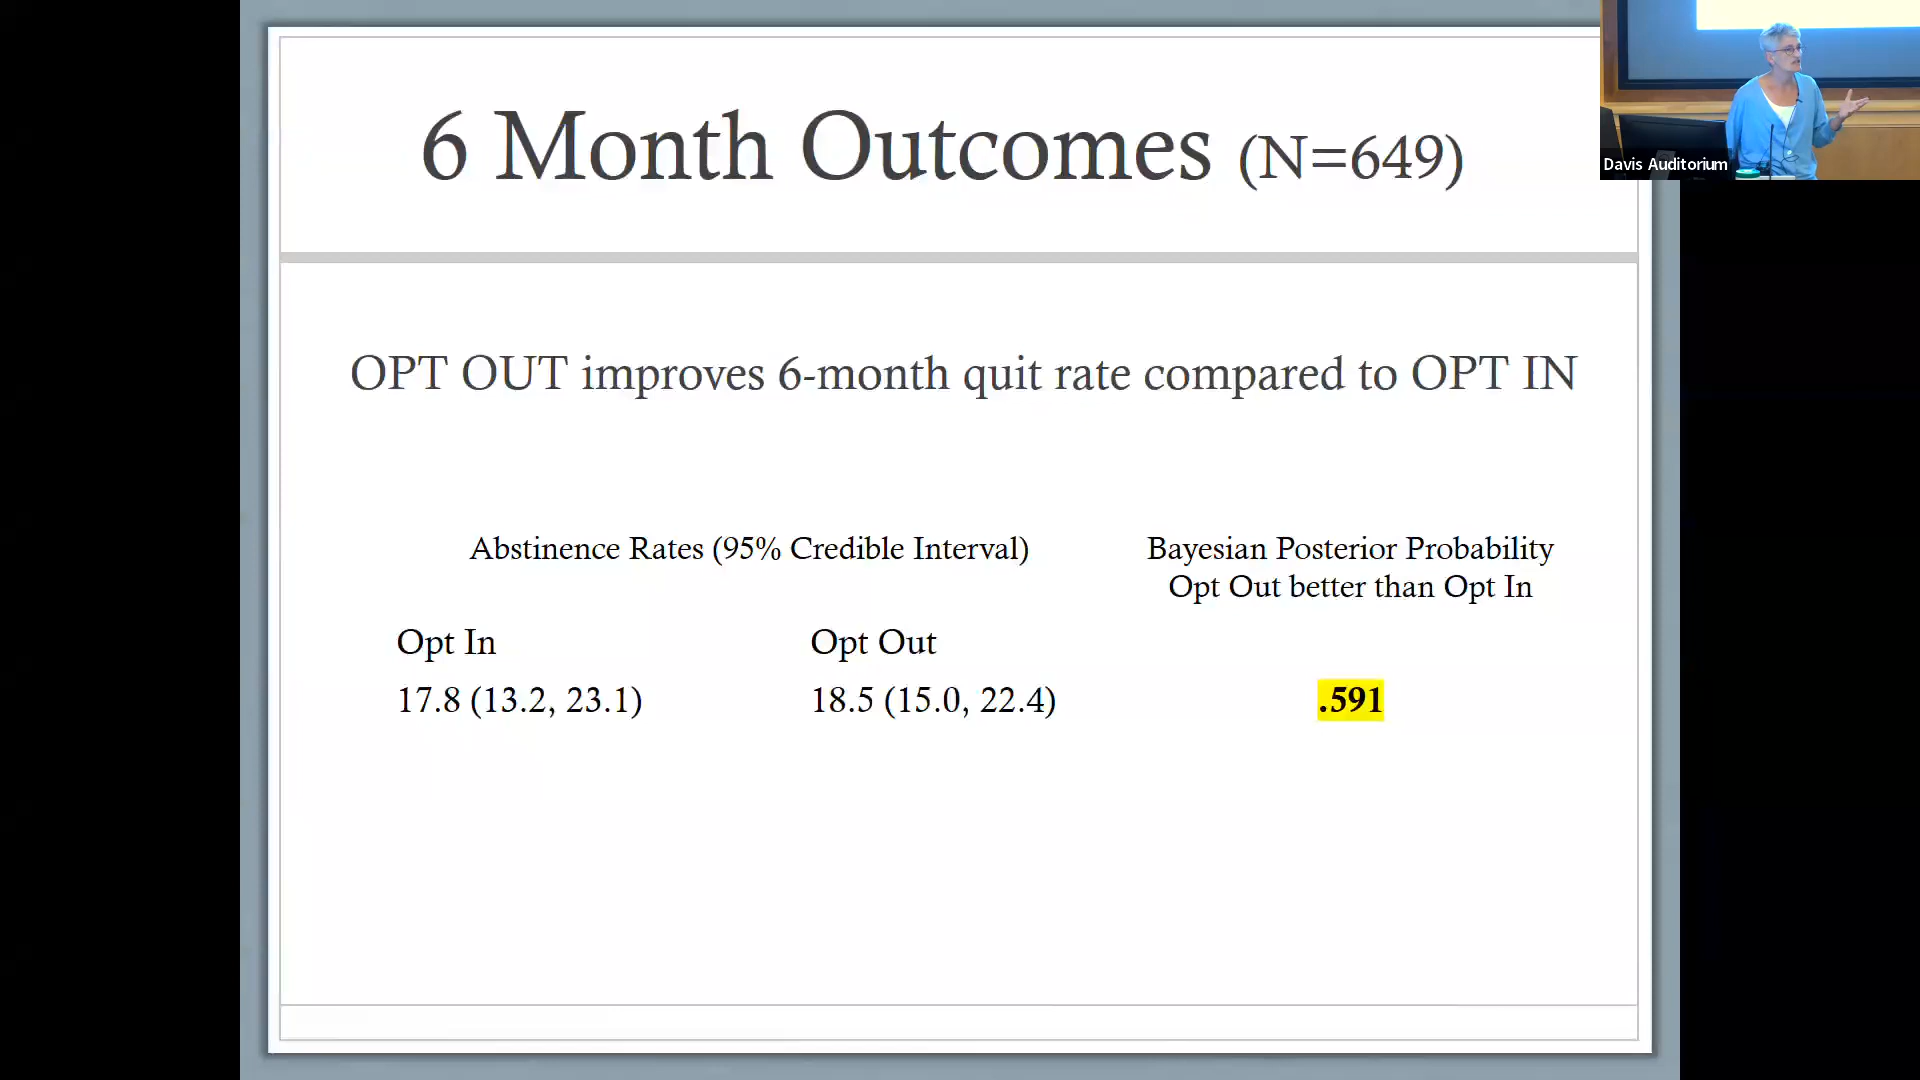 6 Month Outcomes (N=649)
Davis Auditorium
OPT OUT improves 6-month quit rate compared to OPT IN
Abstinence Rates (95% Credible Interval)
Bayesian Posterior Probability
Opt Out better than Opt In
Opt In
Opt Out
17.8 (13.2, 23.1)
18.5 (15.0, 22.4)
.591